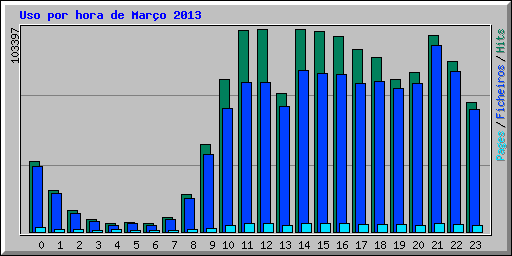 Uso por hora de Março 2013
103397
Pages / Ficheiros / Hits
0 1 2 3 4 5 6 7 8 9 10 11 12 13 14 15 16 17 18 19 20 21 22 23